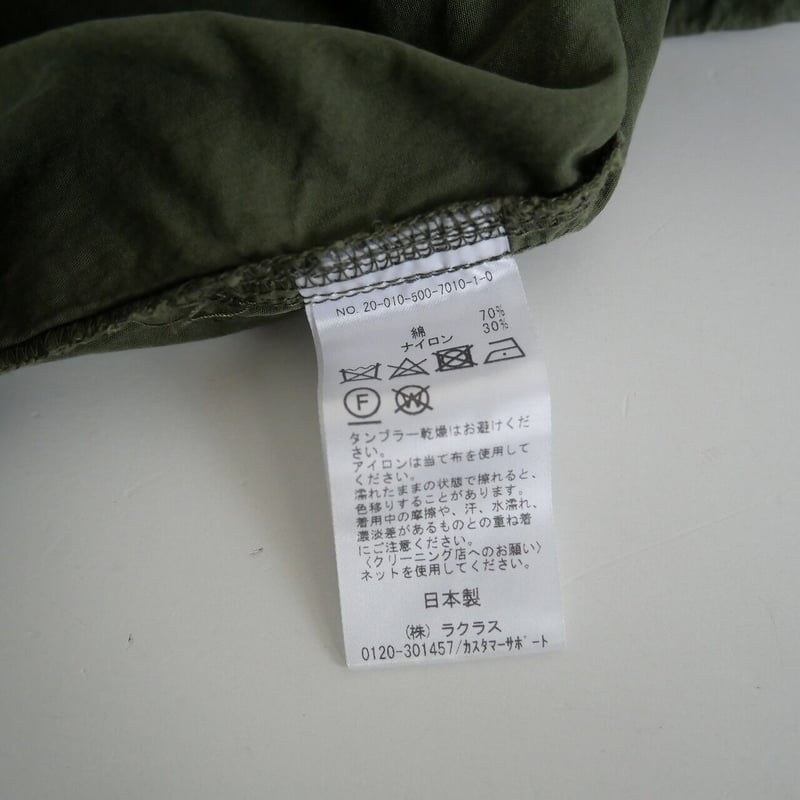 NO. 20-010-500-7010-1-0
綿 70%
ナイロン 30%
F
W
タンブラー乾燥はお避けくだ
さい。
アイロンは当て布を使用して
ください。
濡れたままの状態で擦れると、
色移りすることがあります。
着用中の摩擦や、汗、水濡れ、
濃淡差があるものとの重ね着
にご注意ください。
〈クリーニング店へのお願い〉
ネットを使用してください。
日本製
(株) ラクラス
0120-301457/カスタマーサポート